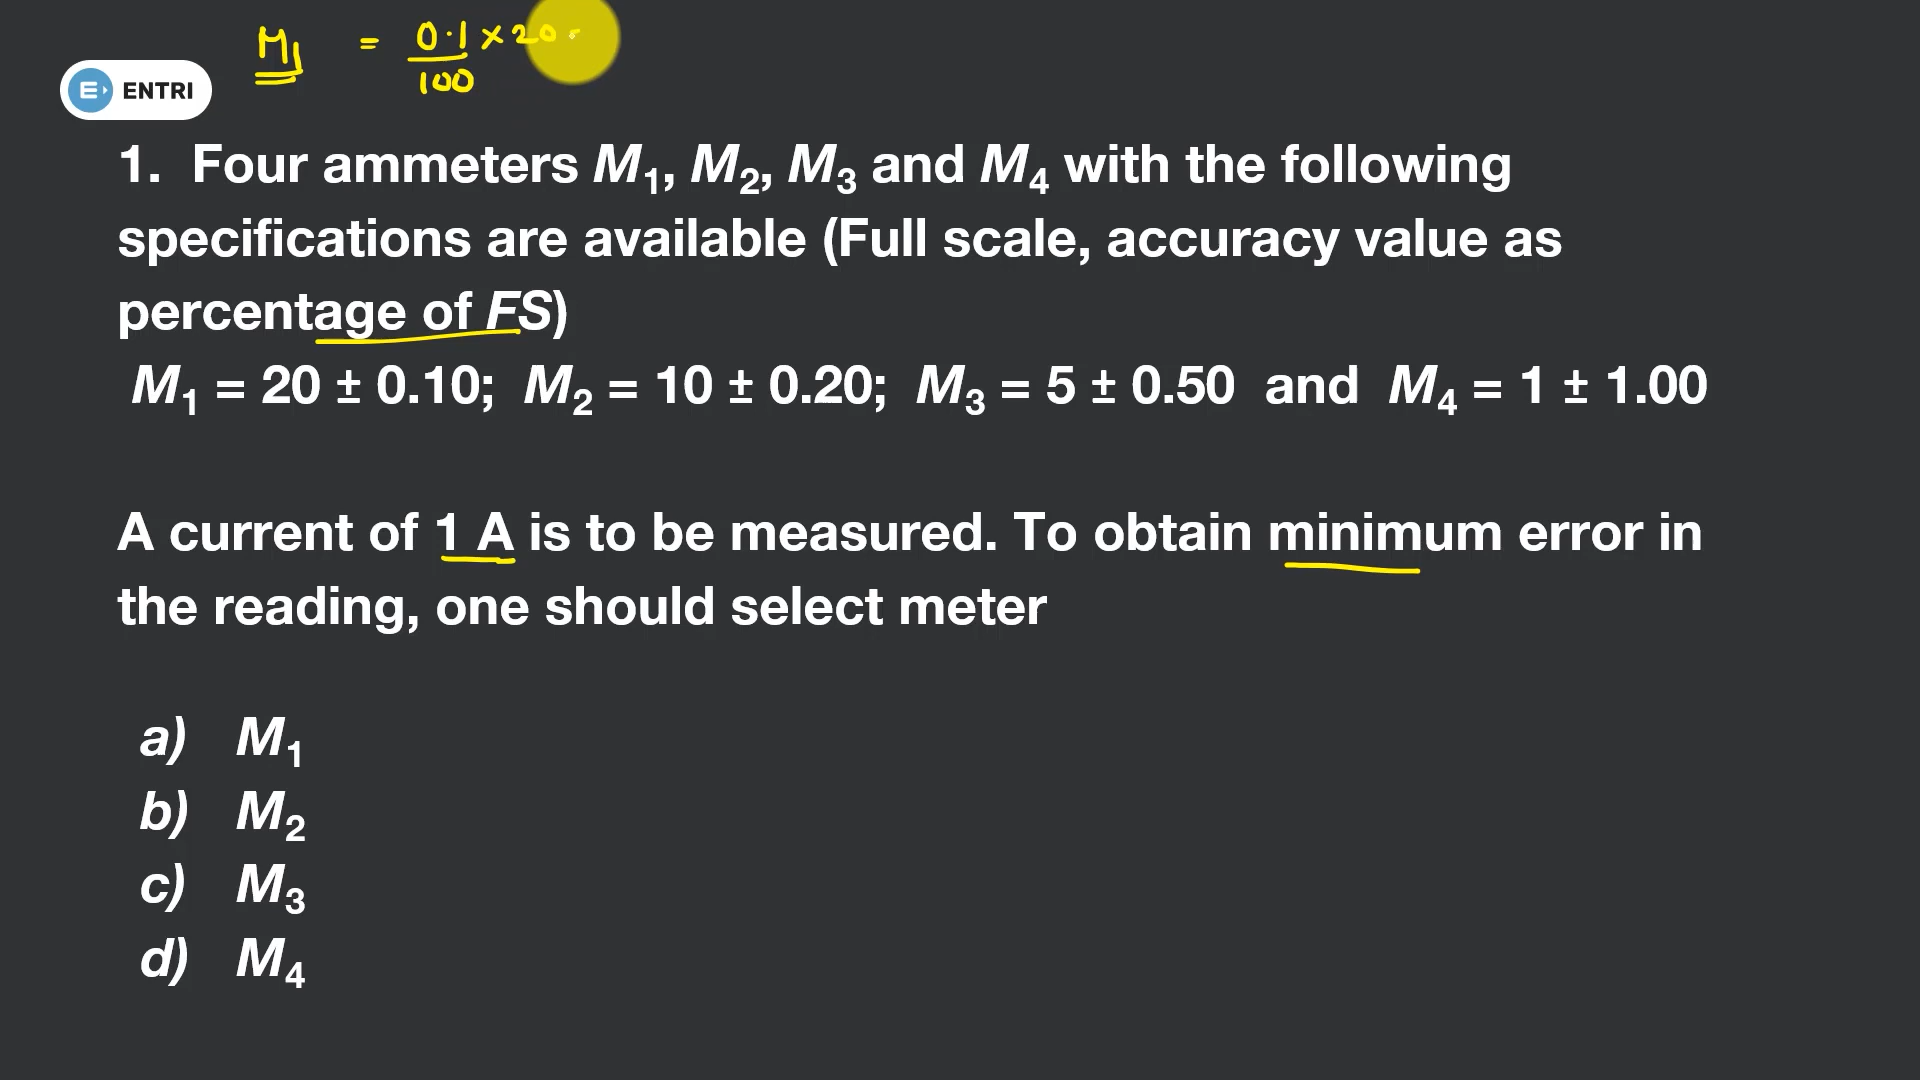 M₁ = 0.1 × 20
100
ENTRI
1. Four ammeters M₁, M₂, M₃ and M₄ with the following
specifications are available (Full scale, accuracy value as
percentage of FS)
M₁ = 20 ± 0.10; M₂ = 10 ± 0.20; M₃ = 5 ± 0.50 and M₄ = 1 ± 1.00
A current of 1 A is to be measured. To obtain minimum error in
the reading, one should select meter
a) M₁
b) M₂
c) M₃
d) M₄